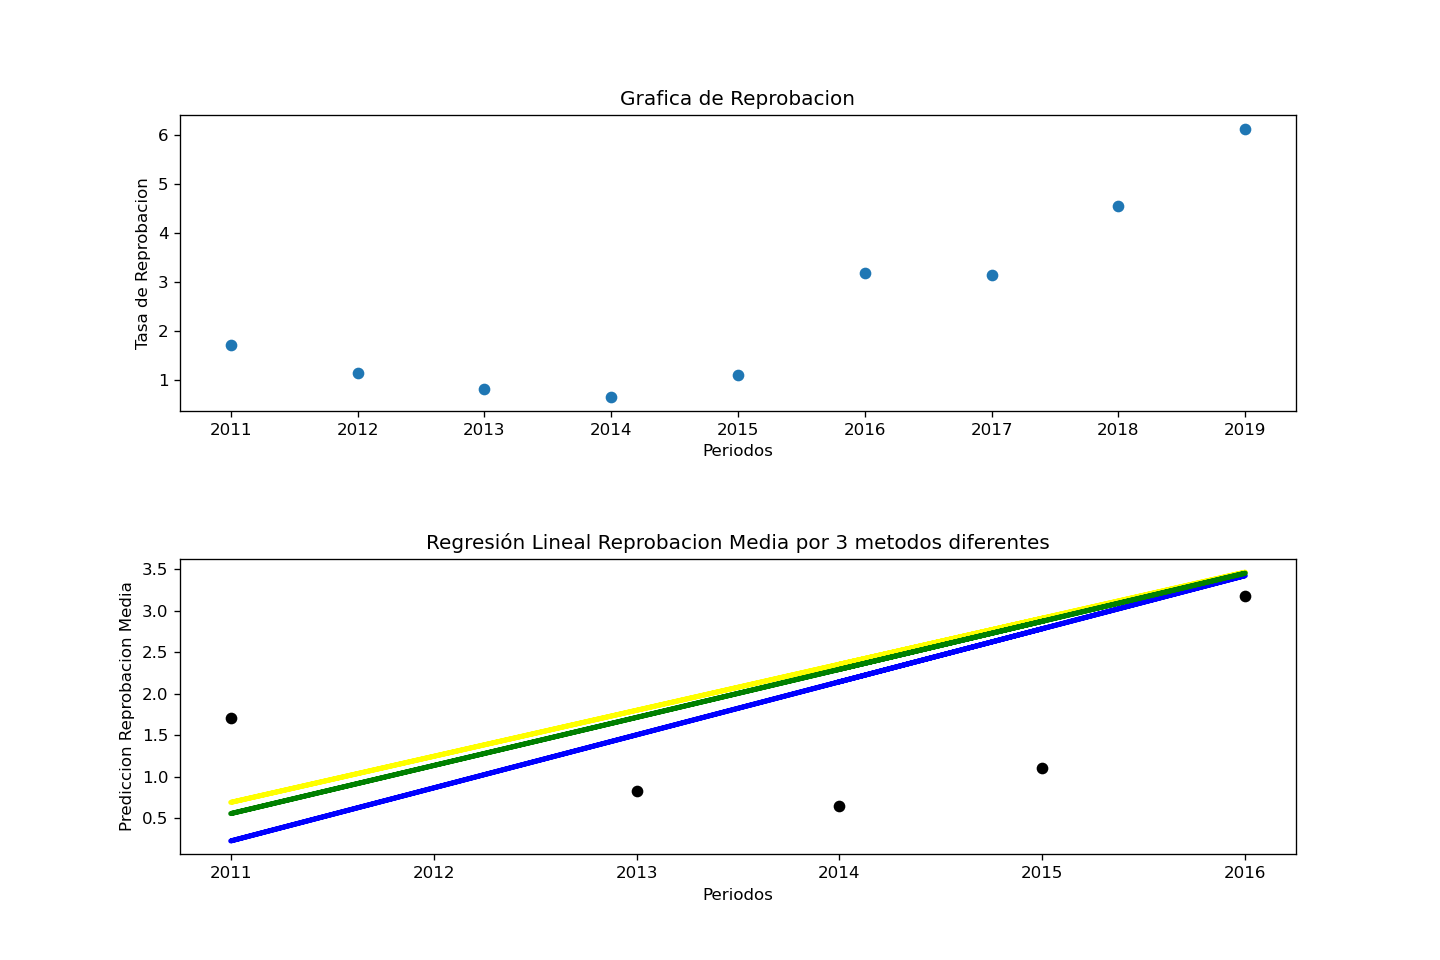 Grafica de Reprobacion
Tasa de Reprobacion
6
5
4
3
2
1
2011 2012 2013 2014 2015 2016 2017 2018 2019
Periodos
Regresión Lineal Reprobacion Media por 3 metodos diferentes
Prediccion Reprobacion Media
3.5
3.0
2.5
2.0
1.5
1.0
0.5
2011 2012 2013 2014 2015 2016
Periodos